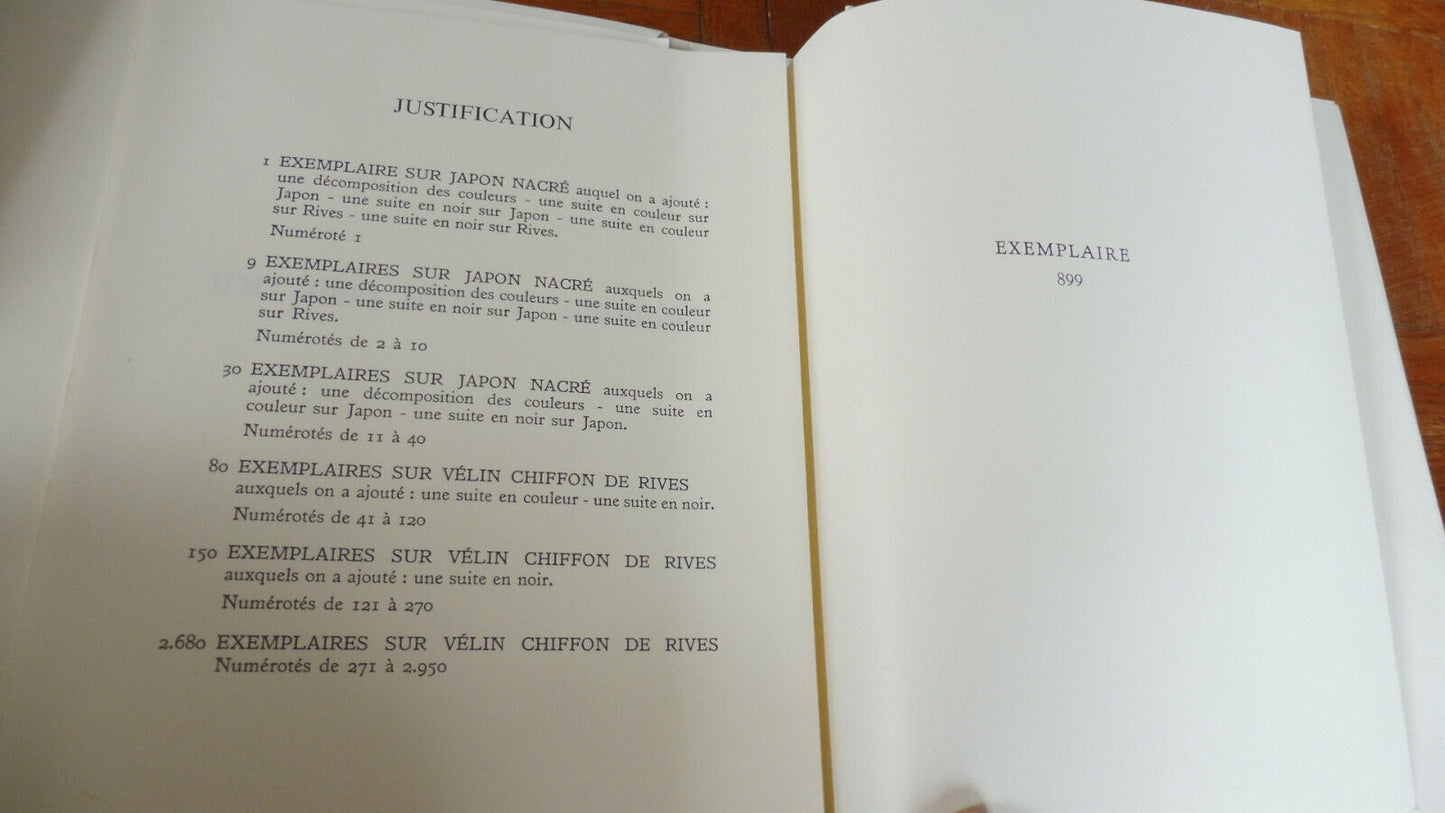 JUSTIFICATION
1 EXEMPLAIRE SUR JAPON NACRÉ auquel on a ajouté :
une décomposition des couleurs - une suite en couleur sur
Japon - une suite en noir sur Japon - une suite en couleur
sur Rives - une suite en noir sur Rives.
Numéroté 1
9 EXEMPLAIRES SUR JAPON NACRÉ auxquels on a
ajouté : une décomposition des couleurs - une suite en couleur
sur Japon - une suite en noir sur Japon - une suite en couleur
sur Rives.
Numérotés de 2 à 10
30 EXEMPLAIRES SUR JAPON NACRÉ auxquels on a
ajouté : une décomposition des couleurs - une suite en
couleur sur Japon - une suite en noir sur Japon.
Numérotés de 11 à 40
80 EXEMPLAIRES SUR VÉLIN CHIFFON DE RIVES
auxquels on a ajouté : une suite en couleur - une suite en noir.
Numérotés de 41 à 120
150 EXEMPLAIRES SUR VÉLIN CHIFFON DE RIVES
auxquels on a ajouté : une suite en noir.
Numérotés de 121 à 270
2.680 EXEMPLAIRES SUR VÉLIN CHIFFON DE RIVES
Numérotés de 271 à 2.950
EXEMPLAIRE
899